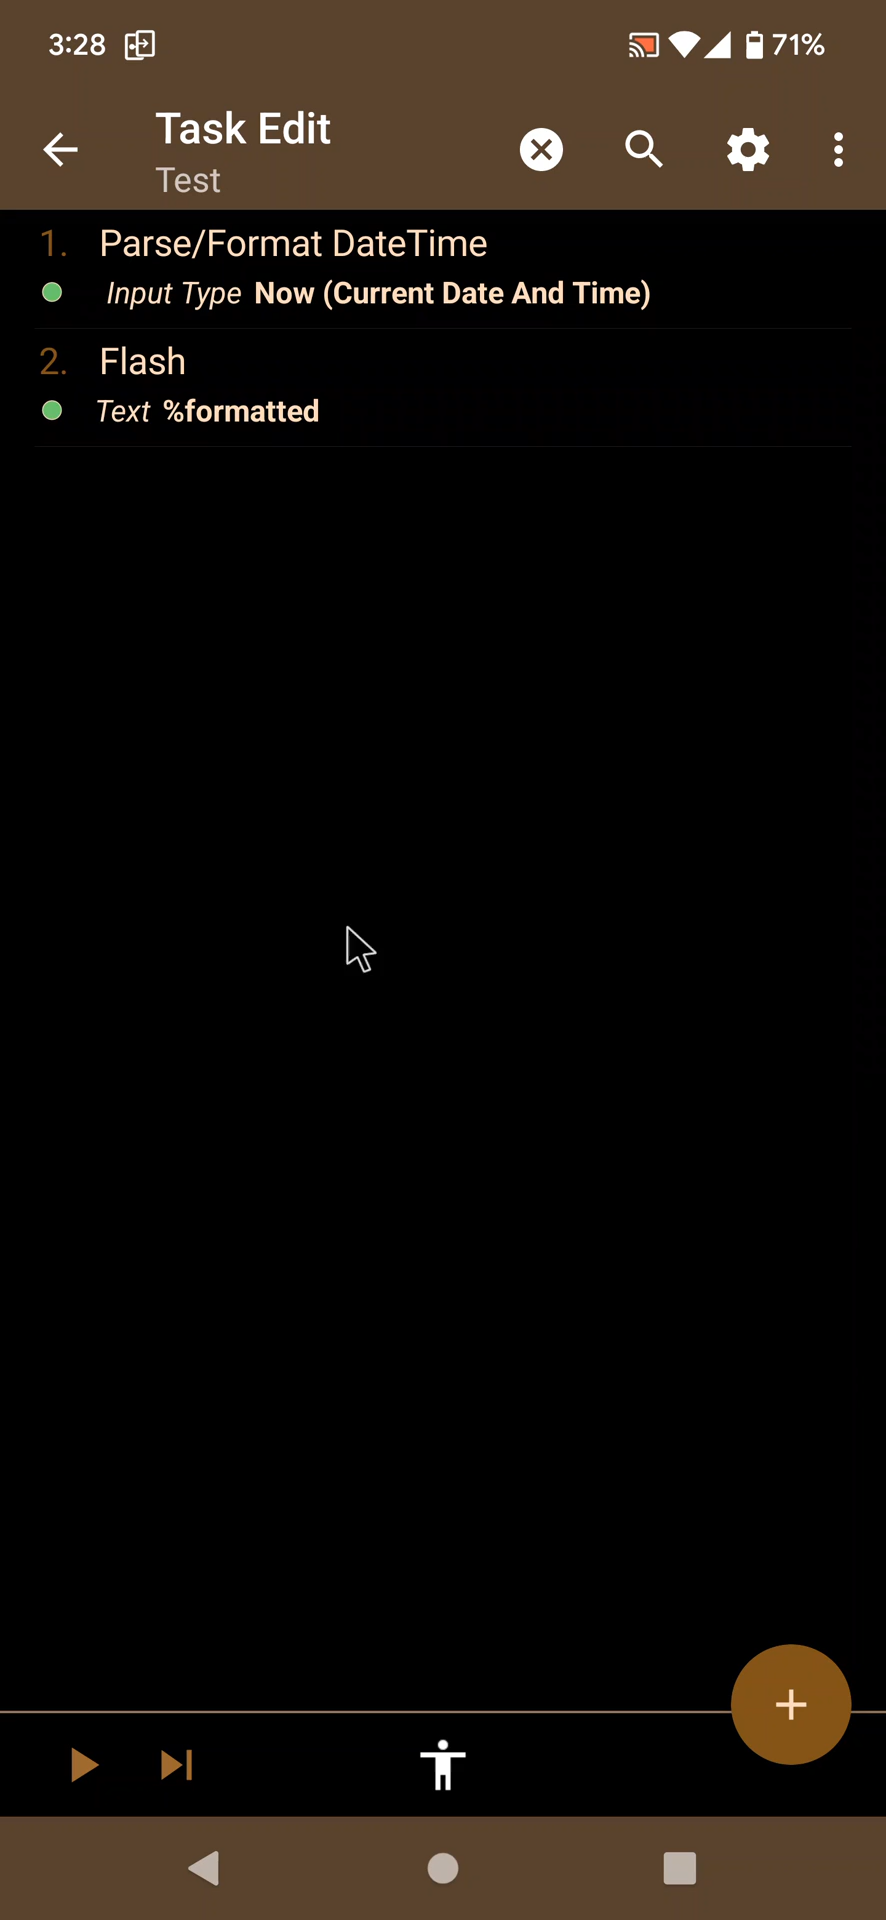 3:28
71%
Task Edit
Test
1. Parse/Format DateTime
Input Type Now (Current Date And Time)
2. Flash
Text %formatted